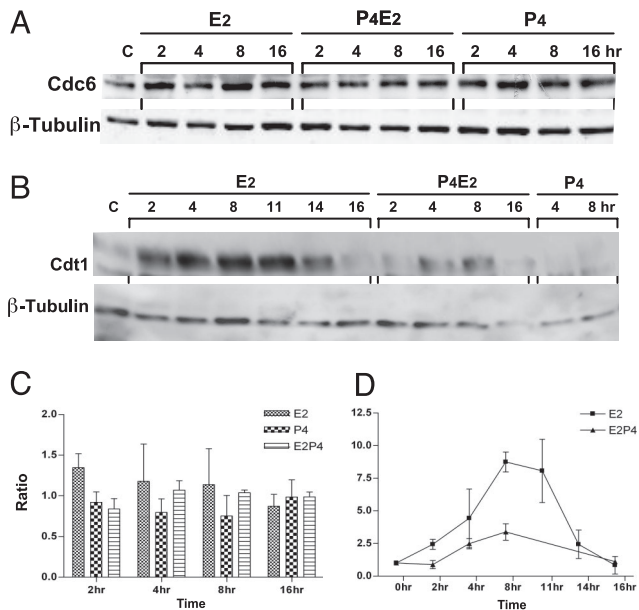 A
E2 P4E2 P4
C 2 4 8 16 2 4 8 16 2 4 8 16 hr
Cdc6
β-Tubulin
B
E2 P4E2 P4
C 2 4 8 11 14 16 2 4 8 16 4 8 hr
Cdt1
β-Tubulin
C
2.0
1.5
1.0
0.5
0.0
Ratio
E2
P4
E2P4
2hr 4hr 8hr 16hr
Time
D
12.5
10.0
7.5
5.0
2.5
0.0
E2
E2P4
0hr 2hr 4hr 8hr 11hr 14hr 16hr
Time